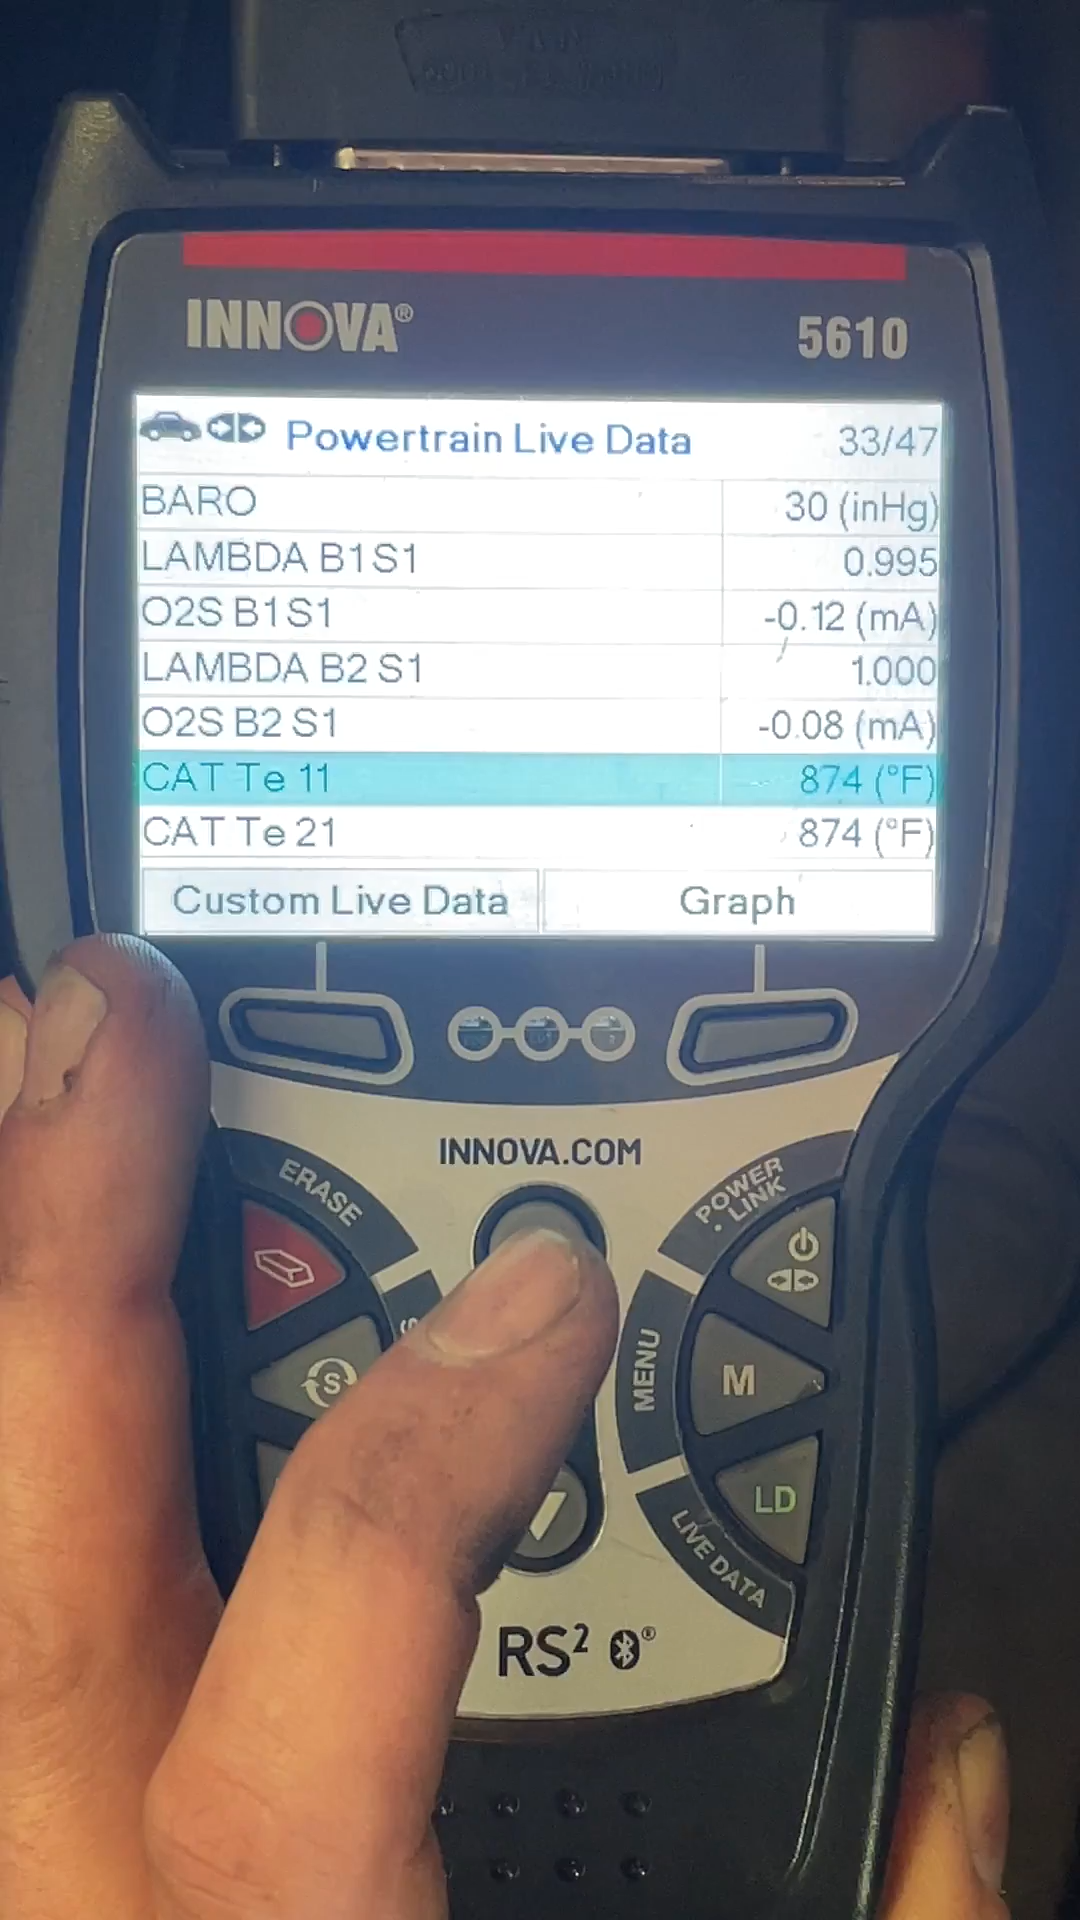 INNOVA®
5610
Powertrain Live Data 33/47
BARO 30 (inHg)
LAMBDA B1S1 0.995
O2S B1S1 -0.12 (mA)
LAMBDA B2 S1 1.000
O2S B2 S1 -0.08 (mA)
CAT Te 11 874 (°F)
CAT Te 21 874 (°F)
Custom Live Data Graph
INNOVA.COM
ERASE
POWER
LINK
S
MENU
M
LD
LIVE DATA
RS²